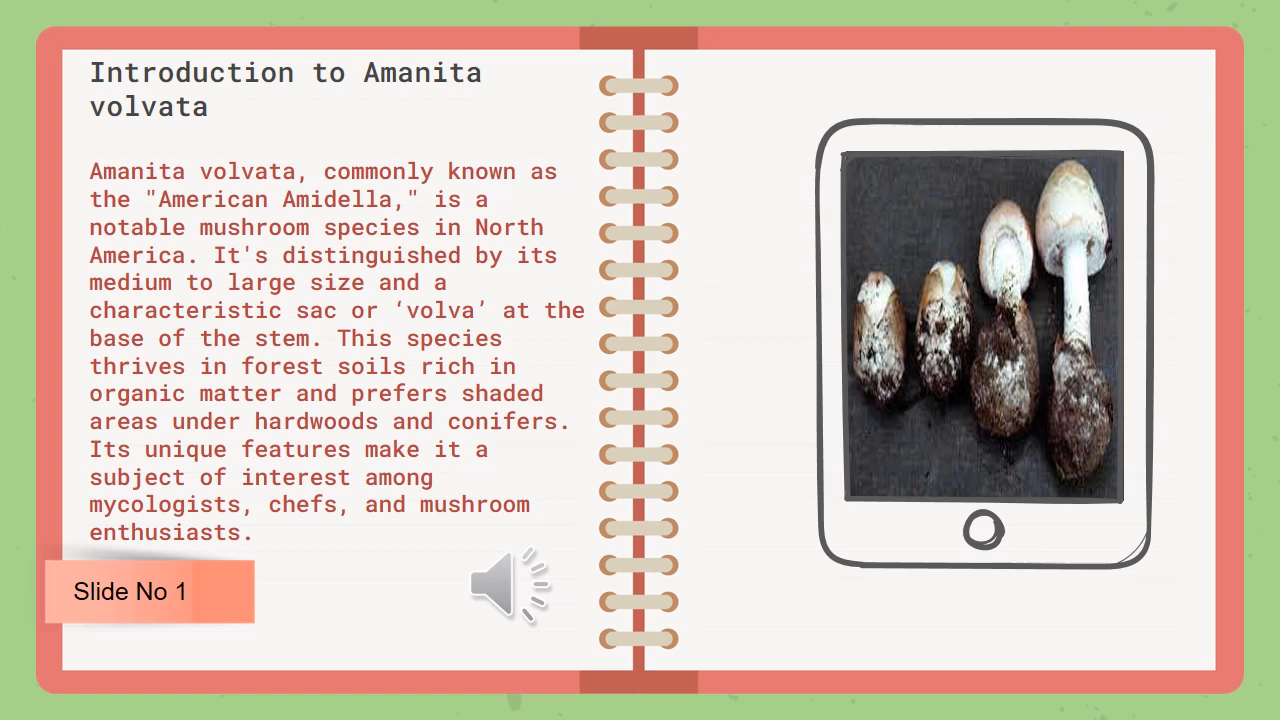 Introduction to Amanita
volvata
Amanita volvata, commonly known as
the "American Amidella," is a
notable mushroom species in North
America. It's distinguished by its
medium to large size and a
characteristic sac or ‘volva’ at the
base of the stem. This species
thrives in forest soils rich in
organic matter and prefers shaded
areas under hardwoods and conifers.
Its unique features make it a
subject of interest among
mycologists, chefs, and mushroom
enthusiasts.
Slide No 1